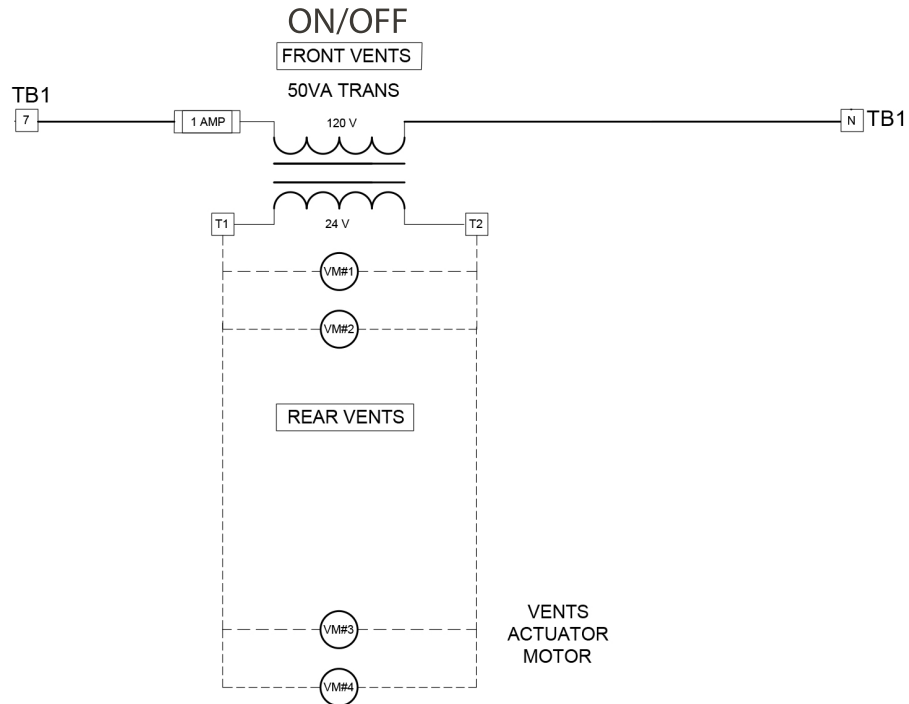 ON/OFF
FRONT VENTS
50VA TRANS
TB1
7
1 AMP
120 V
N
TB1
T1
24 V
T2
VM#1
VM#2
REAR VENTS
VM#3
VENTS
ACTUATOR
MOTOR
VM#4